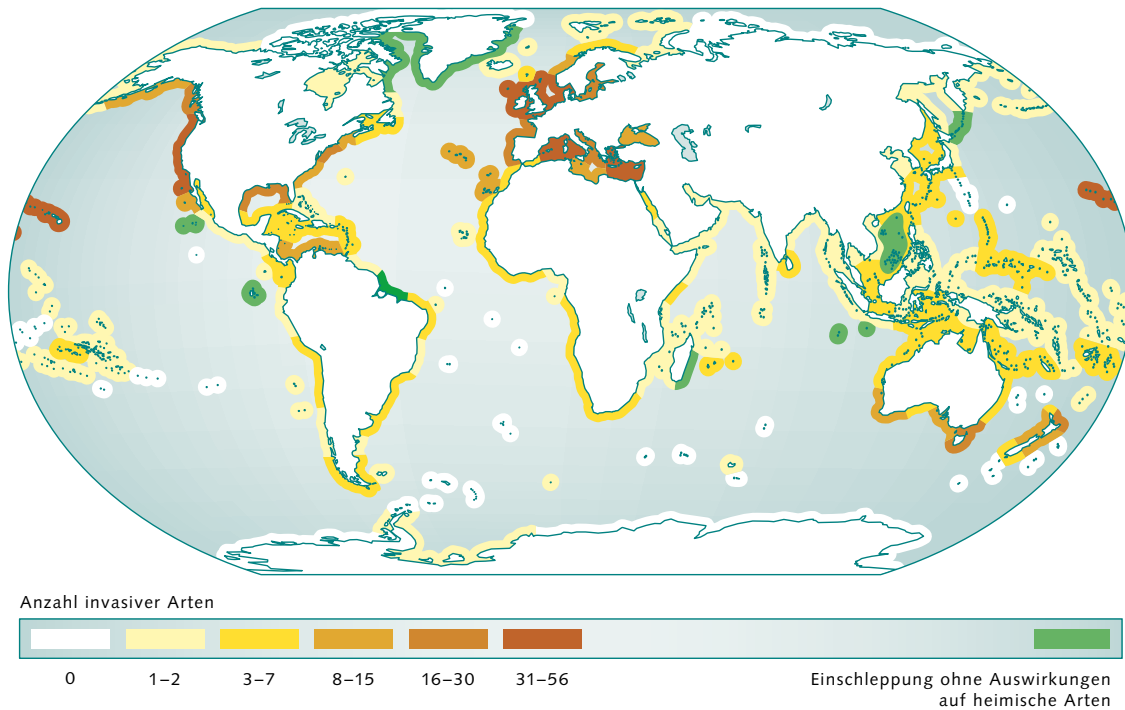 Anzahl invasiver Arten
0
1–2
3–7
8–15
16–30
31–56
Einschleppung ohne Auswirkungen
auf heimische Arten